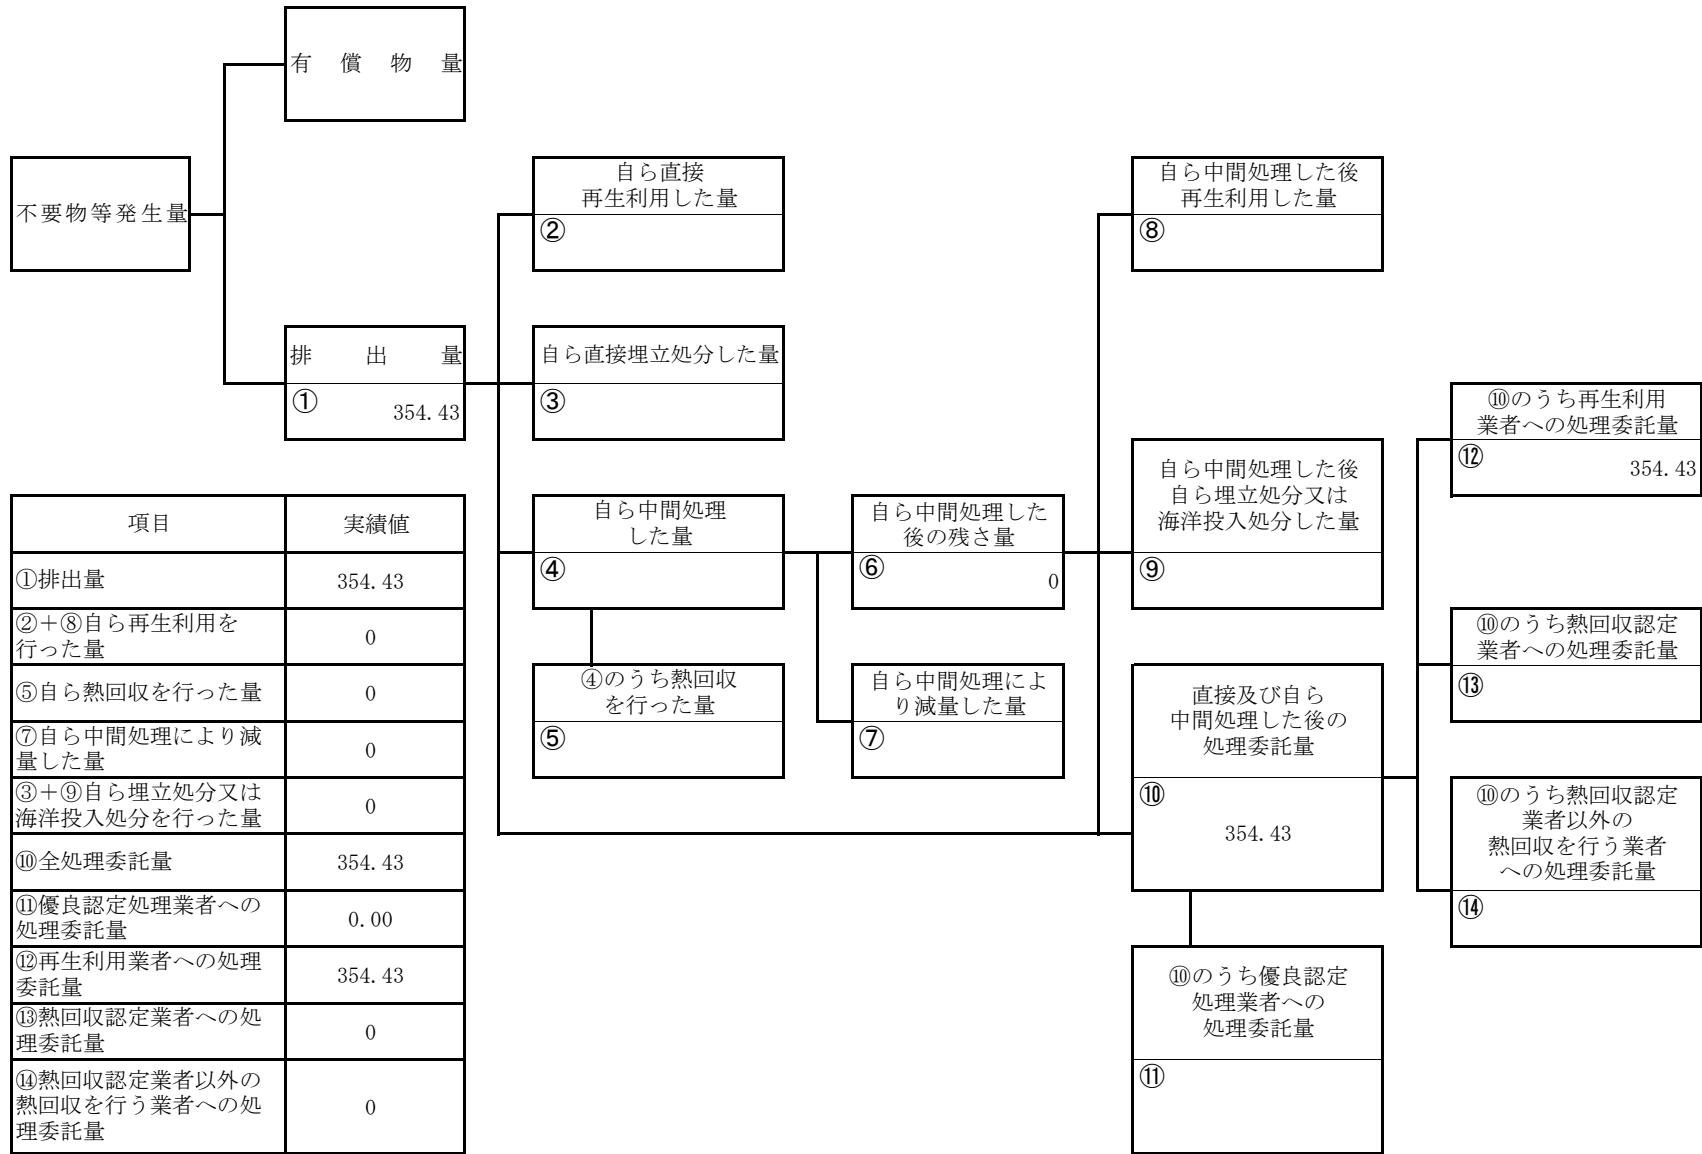 有償物量
不要物等発生量
排出量
①
354.43
自ら直接
再生利用した量
②
自ら直接埋立処分した量
③
自ら中間処理
した量
④
④のうち熱回収
を行った量
⑤
自ら中間処理した
後の残さ量
⑥
0
自ら中間処理によ
り減量した量
⑦
自ら中間処理した後
再生利用した量
⑧
自ら中間処理した後
自ら埋立処分又は
海洋投入処分した量
⑨
直接及び自ら
中間処理した後の
処理委託量
⑩
354.43
⑩のうち優良認定
処理業者への
処理委託量
⑪
⑩のうち再生利用
業者への処理委託量
⑫
354.43
⑩のうち熱回収認定
業者への処理委託量
⑬
⑩のうち熱回収認定
業者以外の
熱回収を行う業者
への処理委託量
⑭
項目 実績値
①排出量 354.43
②＋⑧自ら再生利用を
行った量 0
⑤自ら熱回収を行った量 0
⑦自ら中間処理により減
量した量 0
③＋⑨自ら埋立処分又は
海洋投入処分を行った量 0
⑩全処理委託量 354.43
⑪優良認定処理業者への
処理委託量 0.00
⑫再生利用業者への処理
委託量 354.43
⑬熱回収認定業者への処
理委託量 0
⑭熱回収認定業者以外の
熱回収を行う業者への処 0
理委託量